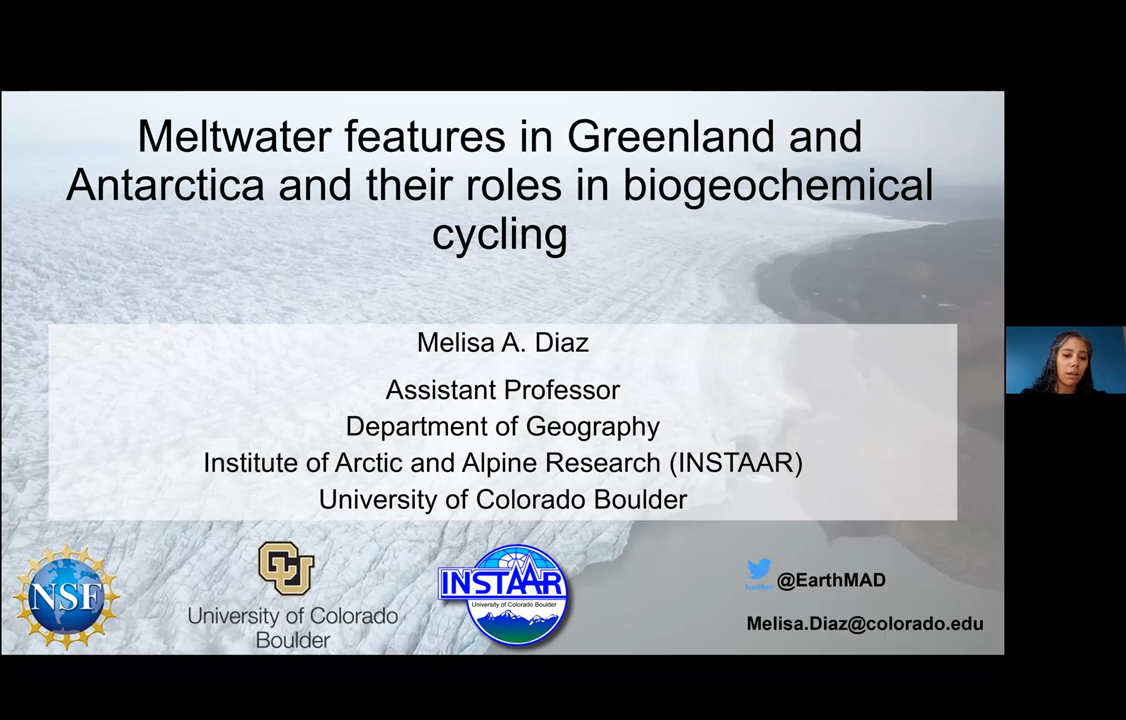 Meltwater features in Greenland and
Antarctica and their roles in biogeochemical
cycling
Melisa A. Diaz
Assistant Professor
Department of Geography
Institute of Arctic and Alpine Research (INSTAAR)
University of Colorado Boulder
NSF
CU
University of Colorado
Boulder
INSTAAR
University of Colorado Boulder
twitter
@EarthMAD
Melisa.Diaz@colorado.edu